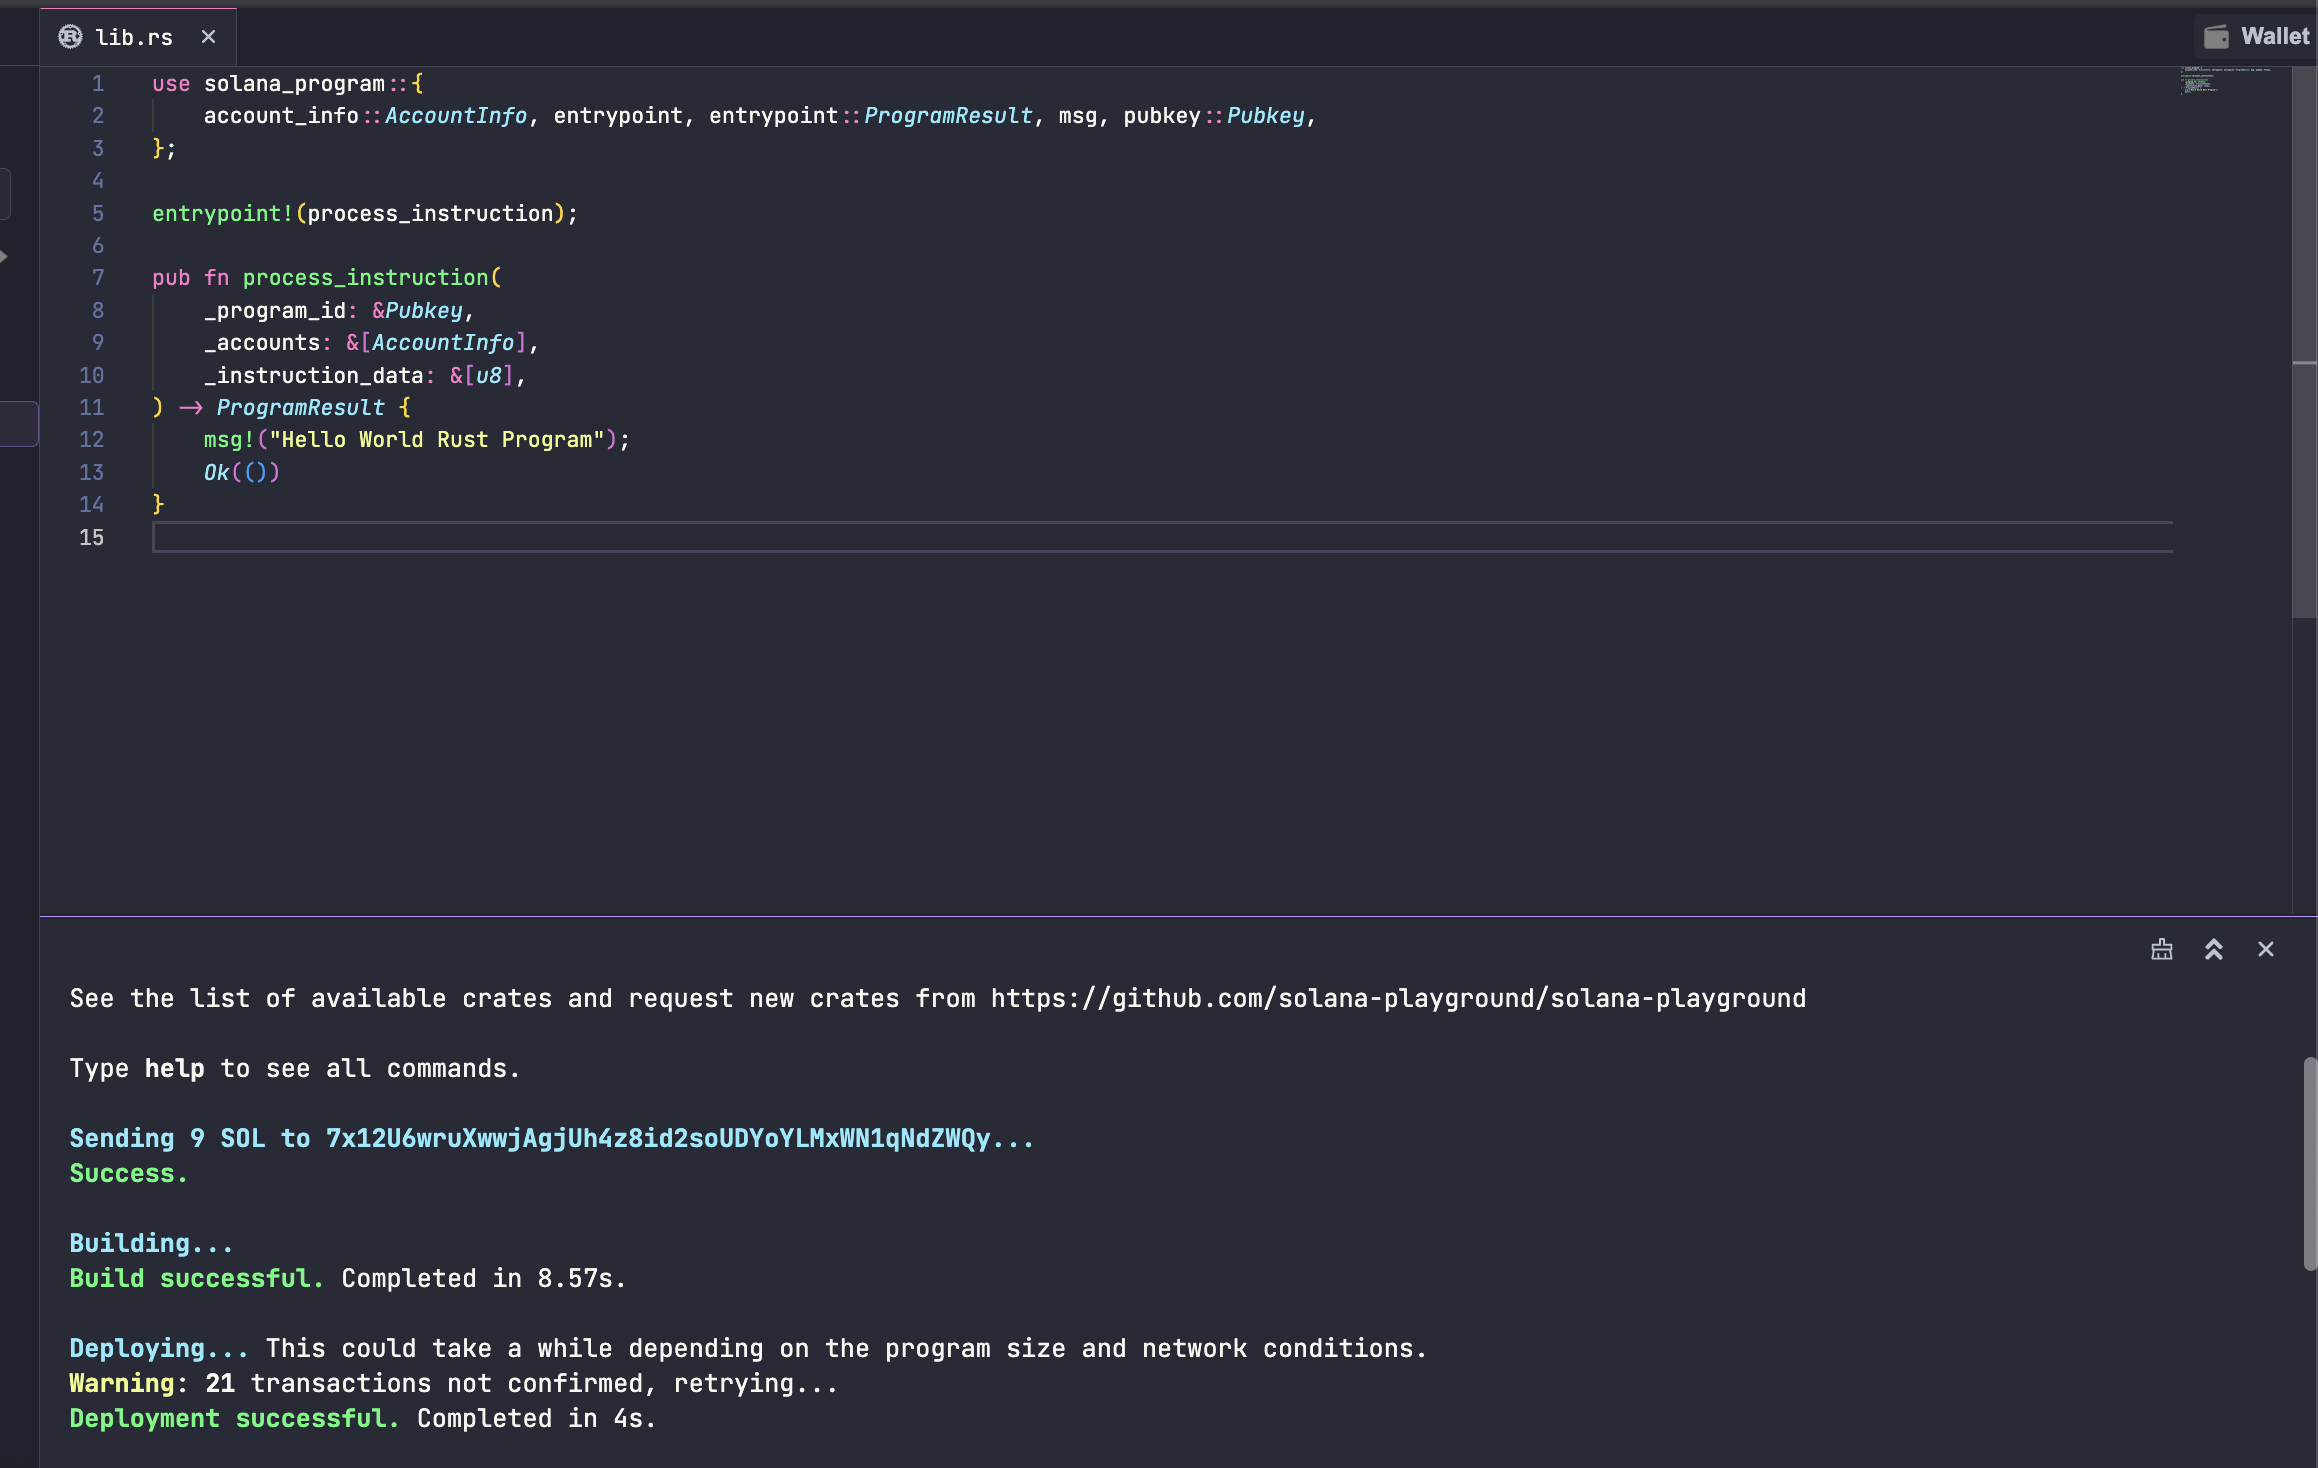 lib.rs
Wallet
1 use solana_program::{
2 account_info::AccountInfo, entrypoint, entrypoint::ProgramResult, msg, pubkey::Pubkey,
3 };
4
5 entrypoint!(process_instruction);
6
7 pub fn process_instruction(
8 _program_id: &Pubkey,
9 _accounts: &[AccountInfo],
10 _instruction_data: &[u8],
11 ) -> ProgramResult {
12 msg!("Hello World Rust Program");
13 Ok(())
14 }
15
See the list of available crates and request new crates from https://github.com/solana-playground/solana-playground
Type help to see all commands.
Sending 9 SOL to 7x12U6wruXwwjAgjUh4z8id2soUDYoYLMxWN1qNdZWQy...
Success.
Building...
Build successful. Completed in 8.57s.
Deploying... This could take a while depending on the program size and network conditions.
Warning: 21 transactions not confirmed, retrying...
Deployment successful. Completed in 4s.